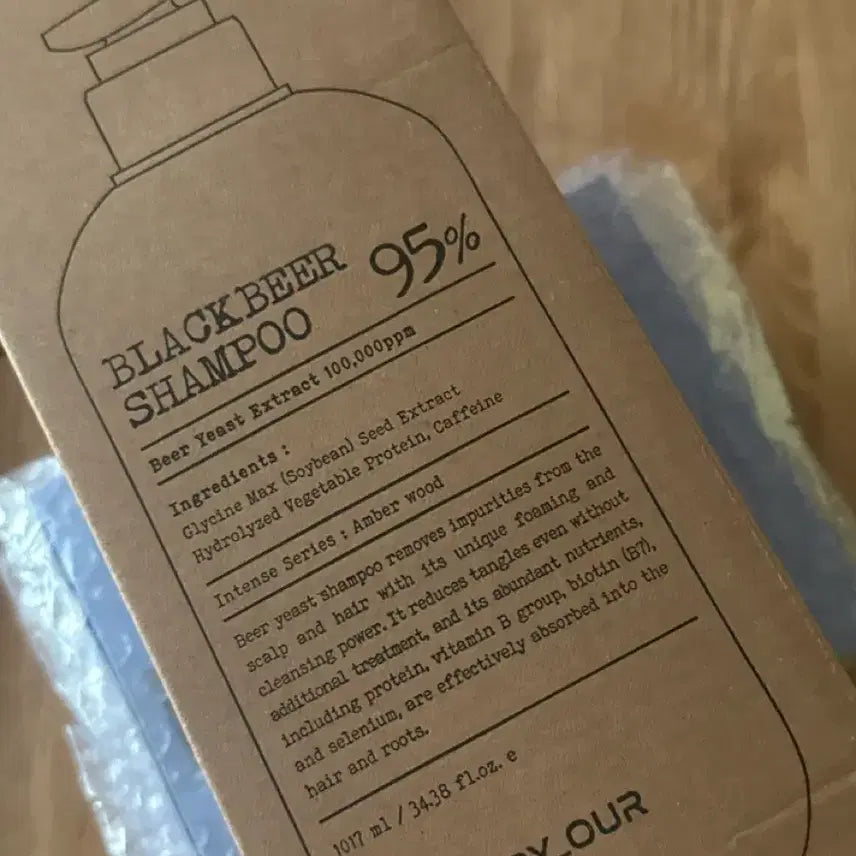 BLACK BEER
SHAMPOO
95%
Beer Yeast Extract 100,000ppm
Ingredients :
Glycine Max (Soybean) Seed Extract
Hydrolyzed Vegetable Protein, Caffeine
Intense Series : Amber wood
Beer yeast shampoo removes impurities from the
scalp and hair with its unique foaming and
cleansing power. It reduces tangles even without
additional treatment, and its abundant nutrients,
including protein, vitamin B group, biotin (B7),
and selenium, are effectively absorbed into the
hair and roots.
1017 ml / 34.38 fl.oz. e